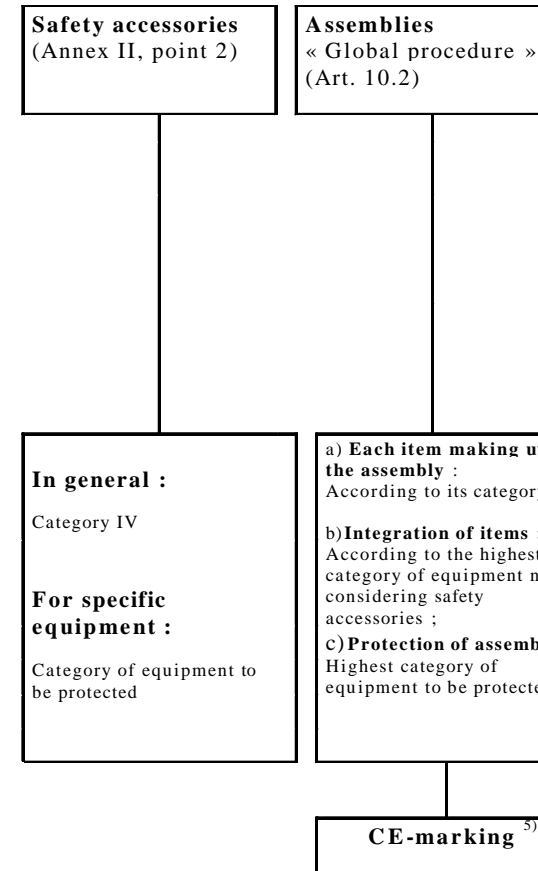 Safety accessories
(Annex II, point 2)
Assemblies
« Global procedure »
(Art. 10.2)
In general :
Category IV
For specific
equipment :
Category of equipment to
be protected
a) Each item making
the assembly :
According to its
b)Integration of items
According to the highest
category of equipment
considering safety
accessories ;
c)Protection of
Highest category of
equipment to be
CE-marking 5)